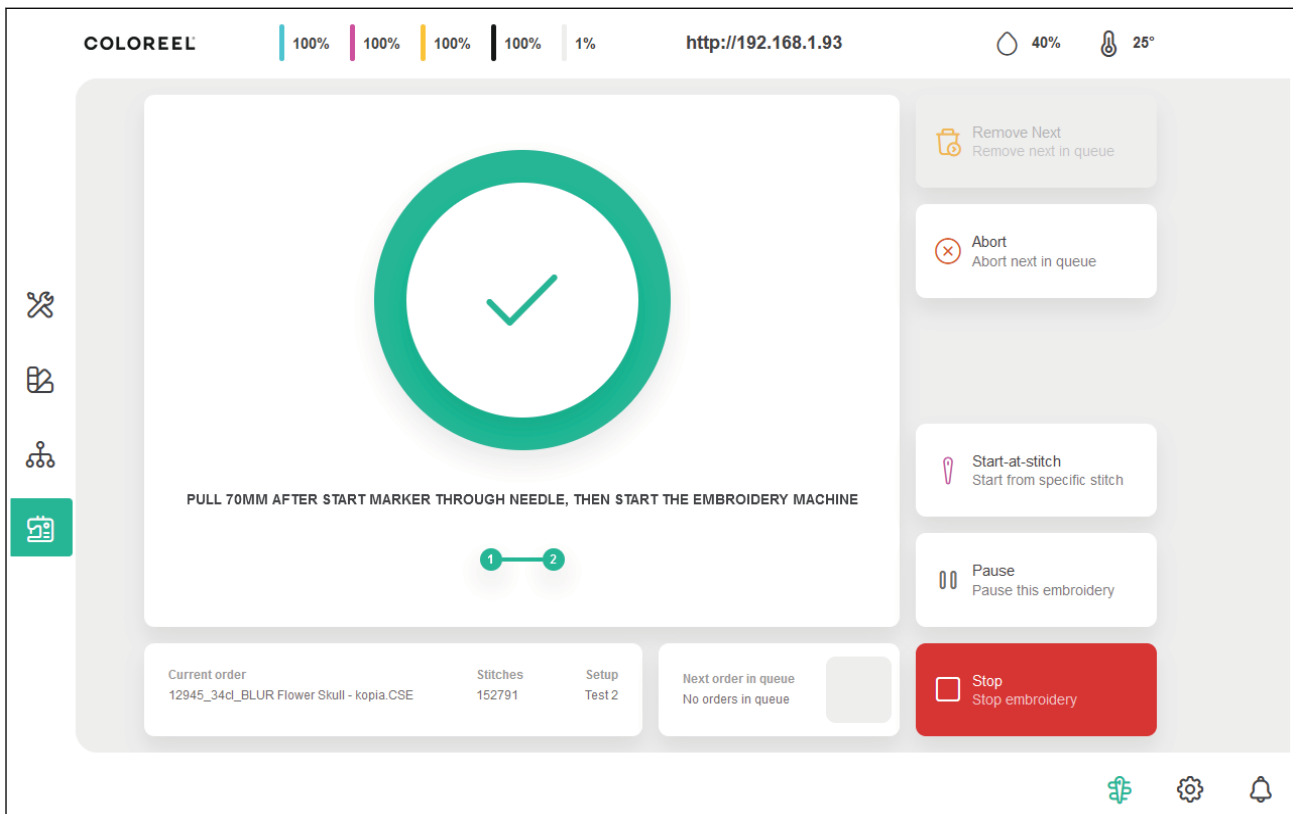 COLOREEL
100% 100% 100% 100% 1%
http://192.168.1.93
40% 25°
Remove Next
Remove next in queue
Abort
Abort next in queue
PULL 70MM AFTER START MARKER THROUGH NEEDLE, THEN START THE EMBROIDERY MACHINE
1 2
Start-at-stitch
Start from specific stitch
Pause
Pause this embroidery
Current order Stitches Setup
12945_34cl_BLUR Flower Skull - kopia.CSE 152791 Test 2
Next order in queue
No orders in queue
Stop
Stop embroidery